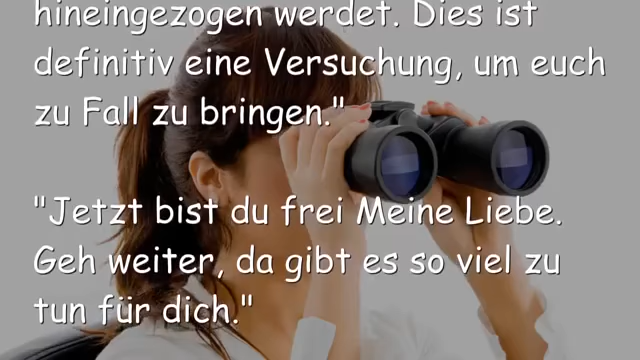 hineingezogen werdet. Dies ist
definitiv eine Versuchung, um euch
zu Fall zu bringen."
"Jetzt bist du frei Meine Liebe.
Geh weiter, da gibt es so viel zu
tun für dich."